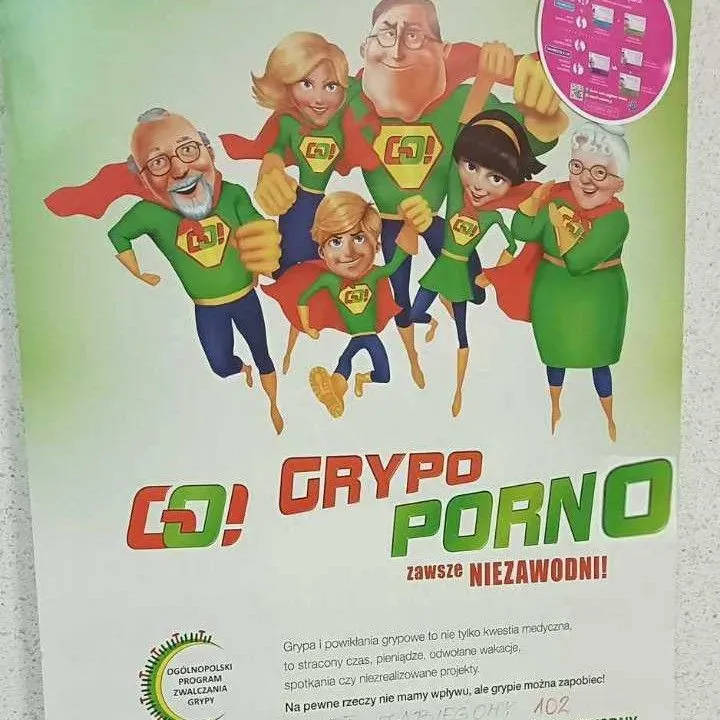 GO!
GO!
GO!
GO!
GO!
GO! GRYPO
PORNO
zawsze NIEZAWODNI!
OGÓLNOPOLSKI
PROGRAM
ZWALCZANIA
GRYPY
Grypa i powikłania grypowe to nie tylko kwestia medyczna,
to stracony czas, pieniądze, odwołane wakacje,
spotkania czy niezrealizowane projekty.
Na pewne rzeczy nie mamy wpływu, ale grypie można zapobiec!
102